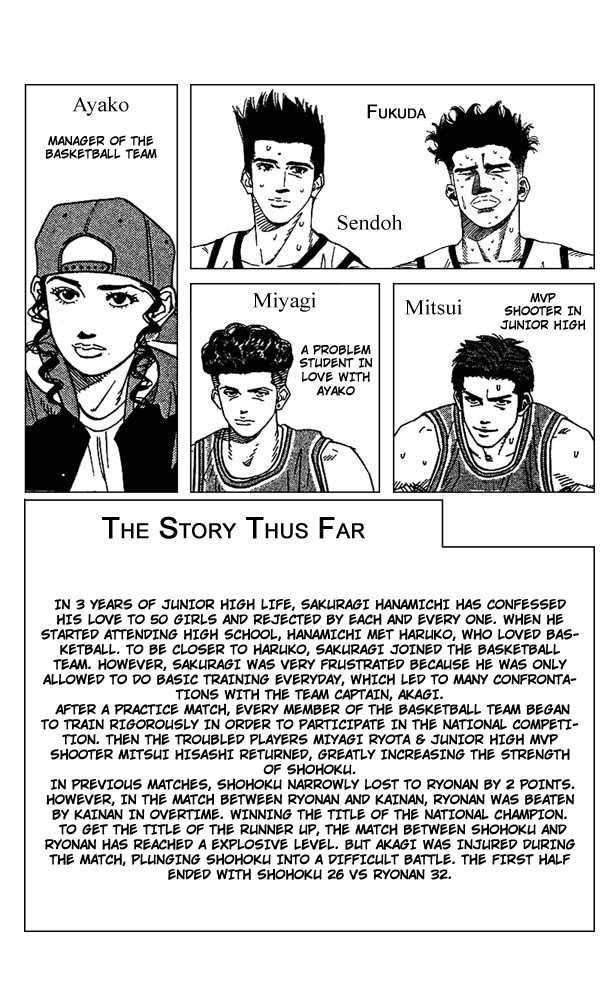 Ayako
MANAGER OF THE
BASKETBALL TEAM
FUKUDA
Sendoh
Miyagi
A PROBLEM
STUDENT IN
LOVE WITH
AYAKO
Mitsui
MVP
SHOOTER IN
JUNIOR HIGH
THE STORY THUS FAR
IN 3 YEARS OF JUNIOR HIGH LIFE, SAKURAGI HANAMICHI HAS CONFESSED
HIS LOVE TO 50 GIRLS AND REJECTED BY EACH AND EVERY ONE. WHEN HE
STARTED ATTENDING HIGH SCHOOL, HANAMICHI MET HARUKO, WHO LOVED BAS-
KETBALL. TO BE CLOSER TO HARUKO, SAKURAGI JOINED THE BASKETBALL
TEAM. HOWEVER, SAKURAGI WAS VERY FRUSTRATED BECAUSE HE WAS ONLY
ALLOWED TO DO BASIC TRAINING EVERYDAY, WHICH LED TO MANY CONFRONTA-
TIONS WITH THE TEAM CAPTAIN, AKAGI.
AFTER A PRACTICE MATCH, EVERY MEMBER OF THE BASKETBALL TEAM BEGAN
TO TRAIN RIGOROUSLY IN ORDER TO PARTICIPATE IN THE NATIONAL COMPETI-
TION. THEN THE TROUBLED PLAYERS MIYAGI RYOTA & JUNIOR HIGH MVP
SHOOTER MITSUI HISASHI RETURNED, GREATLY INCREASING THE STRENGTH
OF SHOHOKU.
IN PREVIOUS MATCHES, SHOHOKU NARROWLY LOST TO RYONAN BY 2 POINTS.
HOWEVER, IN THE MATCH BETWEEN RYONAN AND KAINAN, RYONAN WAS BEATEN
BY KAINAN IN OVERTIME. WINNING THE TITLE OF THE NATIONAL CHAMPION.
TO GET THE TITLE OF THE RUNNER UP, THE MATCH BETWEEN SHOHOKU AND
RYONAN HAS REACHED A EXPLOSIVE LEVEL. BUT AKAGI WAS INJURED DURING
THE MATCH, PLUNGING SHOHOKU INTO A DIFFICULT BATTLE. THE FIRST HALF
ENDED WITH SHOHOKU 26 VS RYONAN 32.